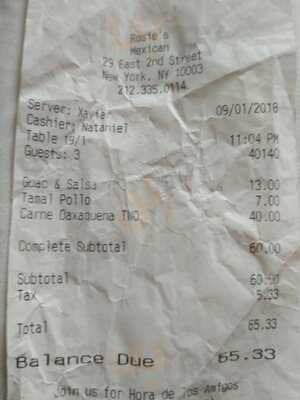 Rosie's
Mexican
29 East 2nd Street
New York, NY 10003
212.335.0114
Server: Xavier 09/01/2018
Cashier: Nataniel
Table 19/1 11:04 PM
Guests: 3 40140
Guac & Salsa 13.00
Tamal Pollo 7.00
Carne Oaxaquena TWO 40.00
Complete Subtotal 60.00
Subtotal 60.00
Tax 5.33
Total 65.33
Balance Due 65.33
Join us for Hora de los Amigos